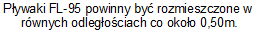 Pływaki FL-95 powinny być rozmieszczone w
równych odległościach co około 0,50m.